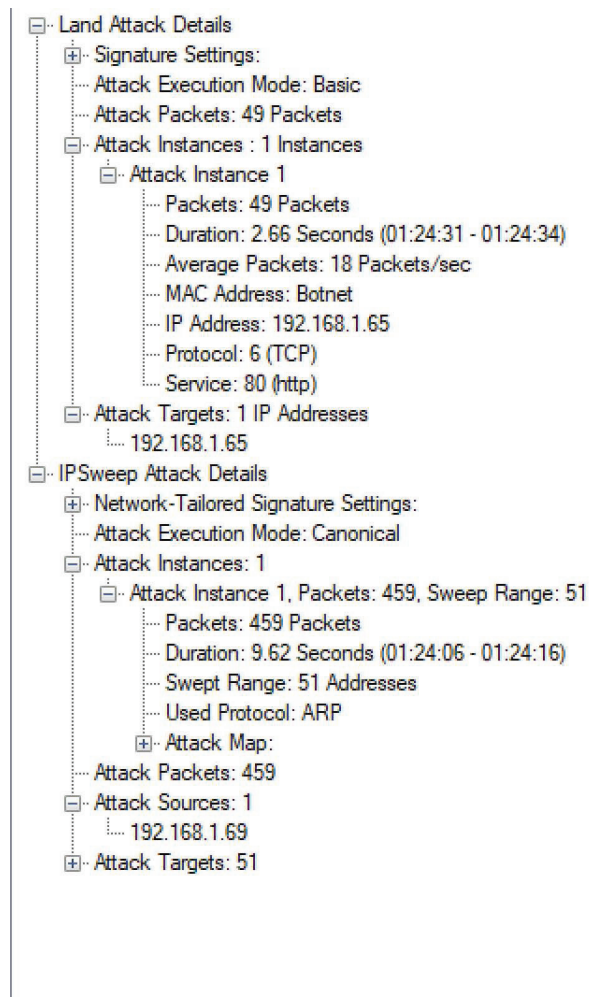 Land Attack Details
Signature Settings:
Attack Execution Mode: Basic
Attack Packets: 49 Packets
Attack Instances : 1 Instances
Attack Instance 1
Packets: 49 Packets
Duration: 2.66 Seconds (01:24:31 - 01:24:34)
Average Packets: 18 Packets/sec
MAC Address: Botnet
IP Address: 192.168.1.65
Protocol: 6 (TCP)
Service: 80 (http)
Attack Targets: 1 IP Addresses
192.168.1.65
IPSweep Attack Details
Network-Tailored Signature Settings:
Attack Execution Mode: Canonical
Attack Instances: 1
Attack Instance 1, Packets: 459, Sweep Range: 51
Packets: 459 Packets
Duration: 9.62 Seconds (01:24:06 - 01:24:16)
Swept Range: 51 Addresses
Used Protocol: ARP
Attack Map:
Attack Packets: 459
Attack Sources: 1
192.168.1.69
Attack Targets: 51